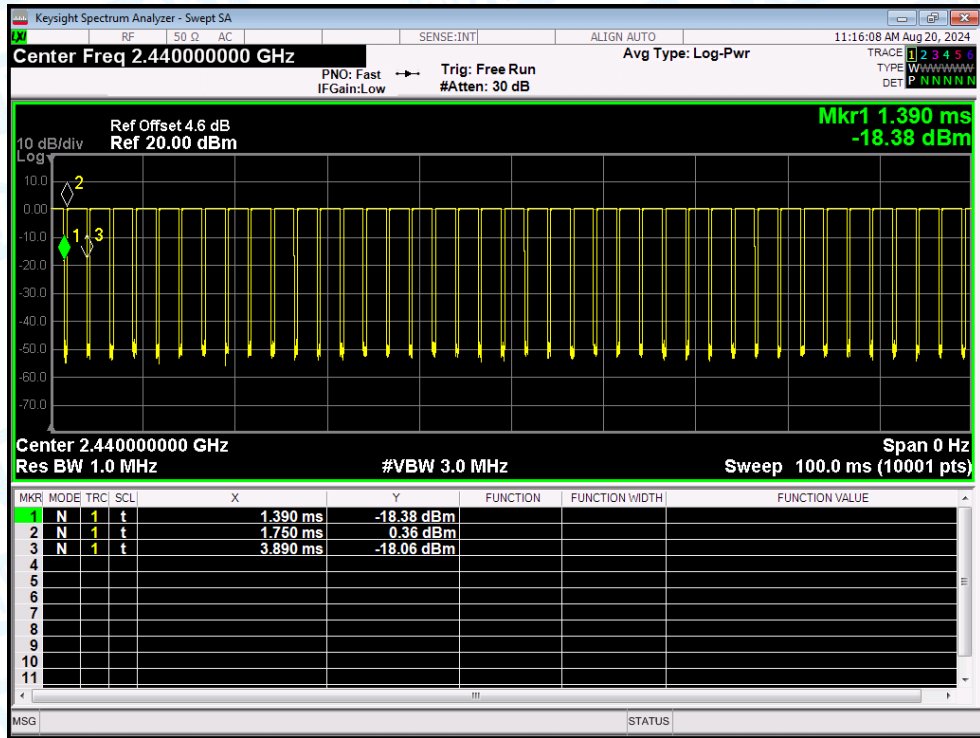 Keysight Spectrum Analyzer - Swept SA
LXI RF 50 Ω AC SENSE:INT ALIGN AUTO 11:16:08 AM Aug 20, 2024
Center Freq 2.440000000 GHz Avg Type: Log-Pwr TRACE 1 2 3 4 5 6
PNO: Fast Trig: Free Run TYPE WWWWWW
IFGain:Low #Atten: 30 dB DET P N N N N N
Ref Offset 4.6 dB Mkr1 1.390 ms
10 dB/div Ref 20.00 dBm -18.38 dBm
Log
10.0
2
0.00
-10.0
1
3
-20.0
-30.0
-40.0
-50.0
-60.0
-70.0
Center 2.440000000 GHz Span 0 Hz
Res BW 1.0 MHz #VBW 3.0 MHz Sweep 100.0 ms (10001 pts)
MKR MODE TRC SCL X Y FUNCTION FUNCTION WIDTH FUNCTION VALUE
1 N 1 t 1.390 ms -18.38 dBm
2 N 1 t 1.750 ms 0.36 dBm
3 N 1 t 3.890 ms -18.06 dBm
4
5
6
7
8
9
10
11
MSG STATUS